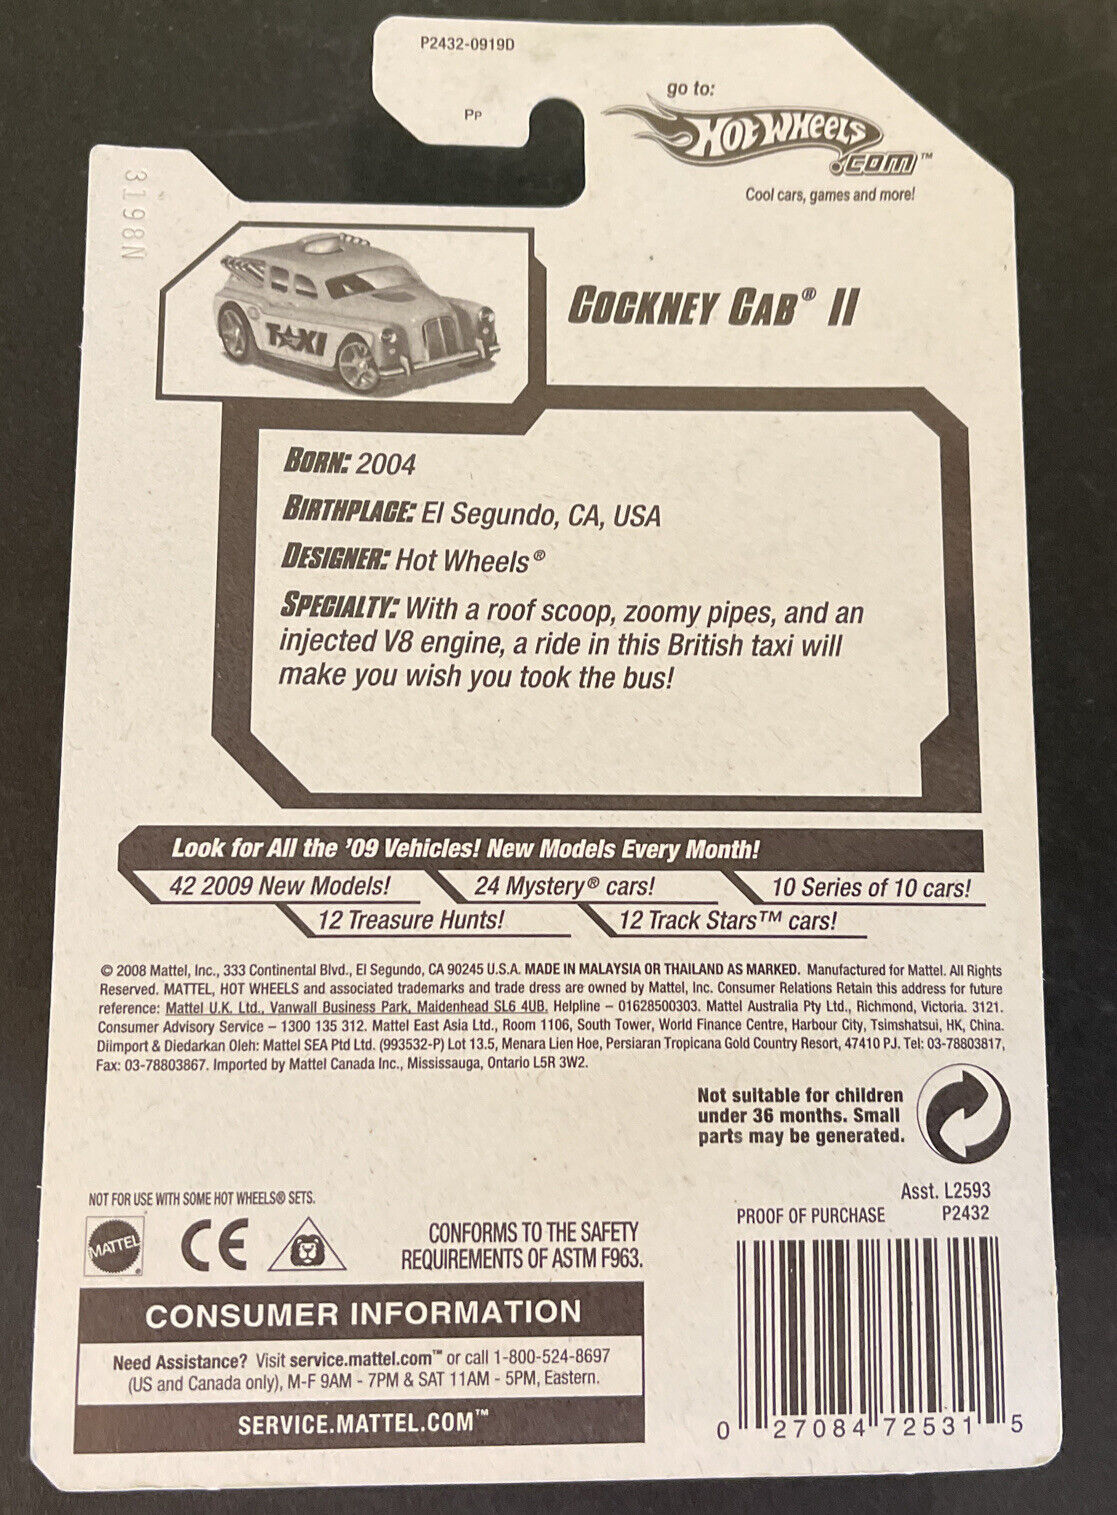 P2432-0919D
PP
go to:
Hot Wheels
.com™
Cool cars, games and more!
3198N
TAXI
COCKNEY CAB® II
BORN: 2004
BIRTHPLACE: El Segundo, CA, USA
DESIGNER: Hot Wheels®
SPECIALTY: With a roof scoop, zoomy pipes, and an
injected V8 engine, a ride in this British taxi will
make you wish you took the bus!
Look for All the '09 Vehicles! New Models Every Month!
42 2009 New Models!
24 Mystery® cars!
10 Series of 10 cars!
12 Treasure Hunts!
12 Track Stars™ cars!
© 2008 Mattel, Inc., 333 Continental Blvd., El Segundo, CA 90245 U.S.A. MADE IN MALAYSIA OR THAILAND AS MARKED. Manufactured for Mattel. All Rights
Reserved. MATTEL, HOT WHEELS and associated trademarks and trade dress are owned by Mattel, Inc. Consumer Relations Retain this address for future
reference: Mattel U.K. Ltd., Vanwall Business Park, Maidenhead SL6 4UB. Helpline – 01628500303. Mattel Australia Pty Ltd., Richmond, Victoria. 3121.
Consumer Advisory Service – 1300 135 312. Mattel East Asia Ltd., Room 1106, South Tower, World Finance Centre, Harbour City, Tsimshatsui, HK, China.
Diimport & Diedarkan Oleh: Mattel SEA Ptd Ltd. (993532-P) Lot 13.5, Menara Lien Hoe, Persiaran Tropicana Gold Country Resort, 47410 PJ. Tel: 03-78803817,
Fax: 03-78803867. Imported by Mattel Canada Inc., Mississauga, Ontario L5R 3W2.
Not suitable for children
under 36 months. Small
parts may be generated.
NOT FOR USE WITH SOME HOT WHEELS® SETS.
MATTEL
®
CE
CONFORMS TO THE SAFETY
REQUIREMENTS OF ASTM F963.
Asst. L2593
PROOF OF PURCHASE P2432
CONSUMER INFORMATION
Need Assistance? Visit service.mattel.com™ or call 1-800-524-8697
(US and Canada only), M-F 9AM - 7PM & SAT 11AM - 5PM, Eastern.
SERVICE.MATTEL.COM™
0 27084 72531 5